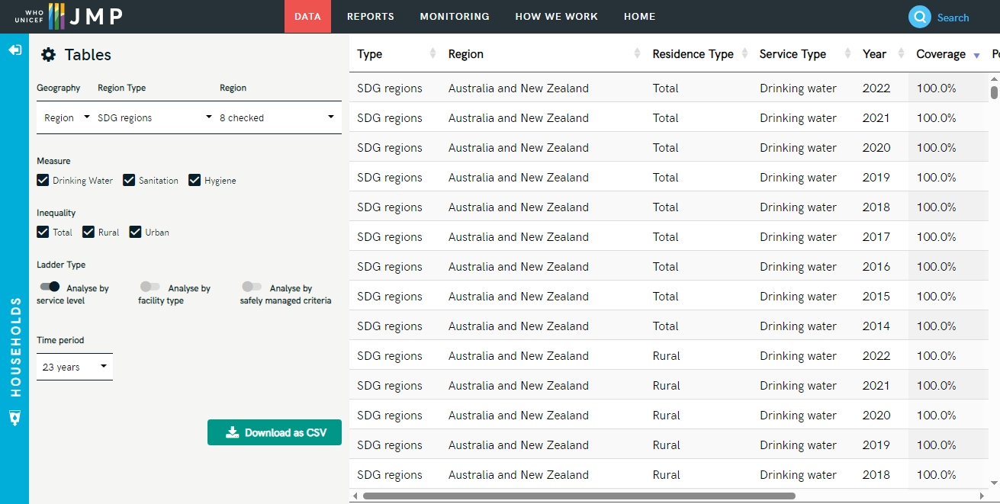 WHO
UNICEF
JMP
DATA
REPORTS
MONITORING
HOW WE WORK
HOME
Search
HOUSEHOLDS
Tables
Geography Region Type Region
Region SDG regions 8 checked
Measure
Drinking Water Sanitation Hygiene
Inequality
Total Rural Urban
Ladder Type
Analyse by service level
Analyse by facility type
Analyse by safely managed criteria
Time period
23 years
Download as CSV
Type Region Residence Type Service Type Year Coverage
SDG regions Australia and New Zealand Total Drinking water 2022 100.0%
SDG regions Australia and New Zealand Total Drinking water 2021 100.0%
SDG regions Australia and New Zealand Total Drinking water 2020 100.0%
SDG regions Australia and New Zealand Total Drinking water 2019 100.0%
SDG regions Australia and New Zealand Total Drinking water 2018 100.0%
SDG regions Australia and New Zealand Total Drinking water 2017 100.0%
SDG regions Australia and New Zealand Total Drinking water 2016 100.0%
SDG regions Australia and New Zealand Total Drinking water 2015 100.0%
SDG regions Australia and New Zealand Total Drinking water 2014 100.0%
SDG regions Australia and New Zealand Rural Drinking water 2022 100.0%
SDG regions Australia and New Zealand Rural Drinking water 2021 100.0%
SDG regions Australia and New Zealand Rural Drinking water 2020 100.0%
SDG regions Australia and New Zealand Rural Drinking water 2019 100.0%
SDG regions Australia and New Zealand Rural Drinking water 2018 100.0%